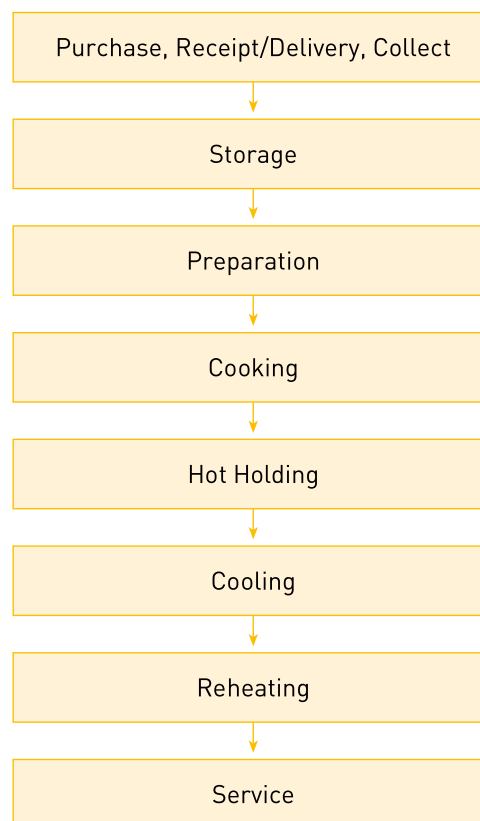 Purchase, Receipt/Delivery, Collect
Storage
Preparation
Cooking
Hot Holding
Cooling
Reheating
Service